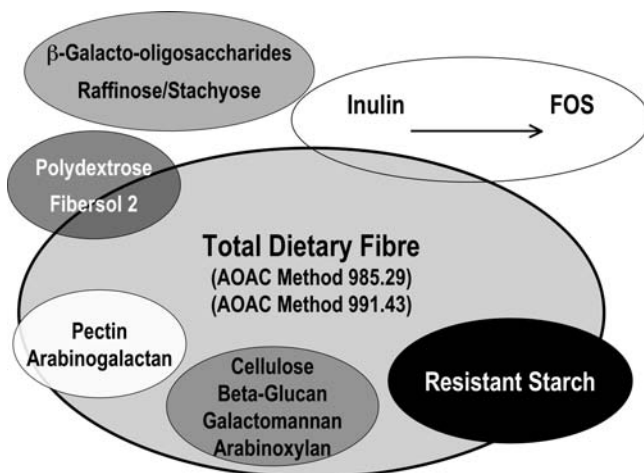 β-Galacto-oligosaccharides
Raffinose/Stachyose
Inulin FOS
Polydextrose
Fibersol 2
Total Dietary Fibre
(AOAC Method 985.29)
(AOAC Method 991.43)
Pectin
Arabinogalactan
Cellulose
Beta-Glucan
Galactomannan
Arabinoxylan
Resistant Starch